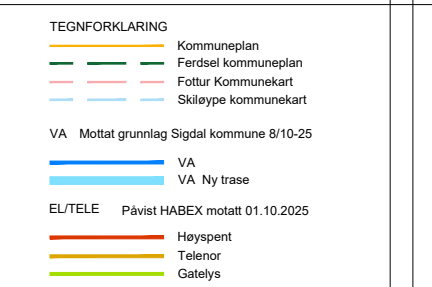 TEGNFORKLARING
Kommuneplan
Ferdsel kommuneplan
Fottur Kommunekart
Skiløype kommunekart
VA Mottat grunnlag Sigdal kommune 8/10-25
VA
VA Ny trase
EL/TELE Påvist HABEX motatt 01.10.2025
Høyspent
Telenor
Gatelys